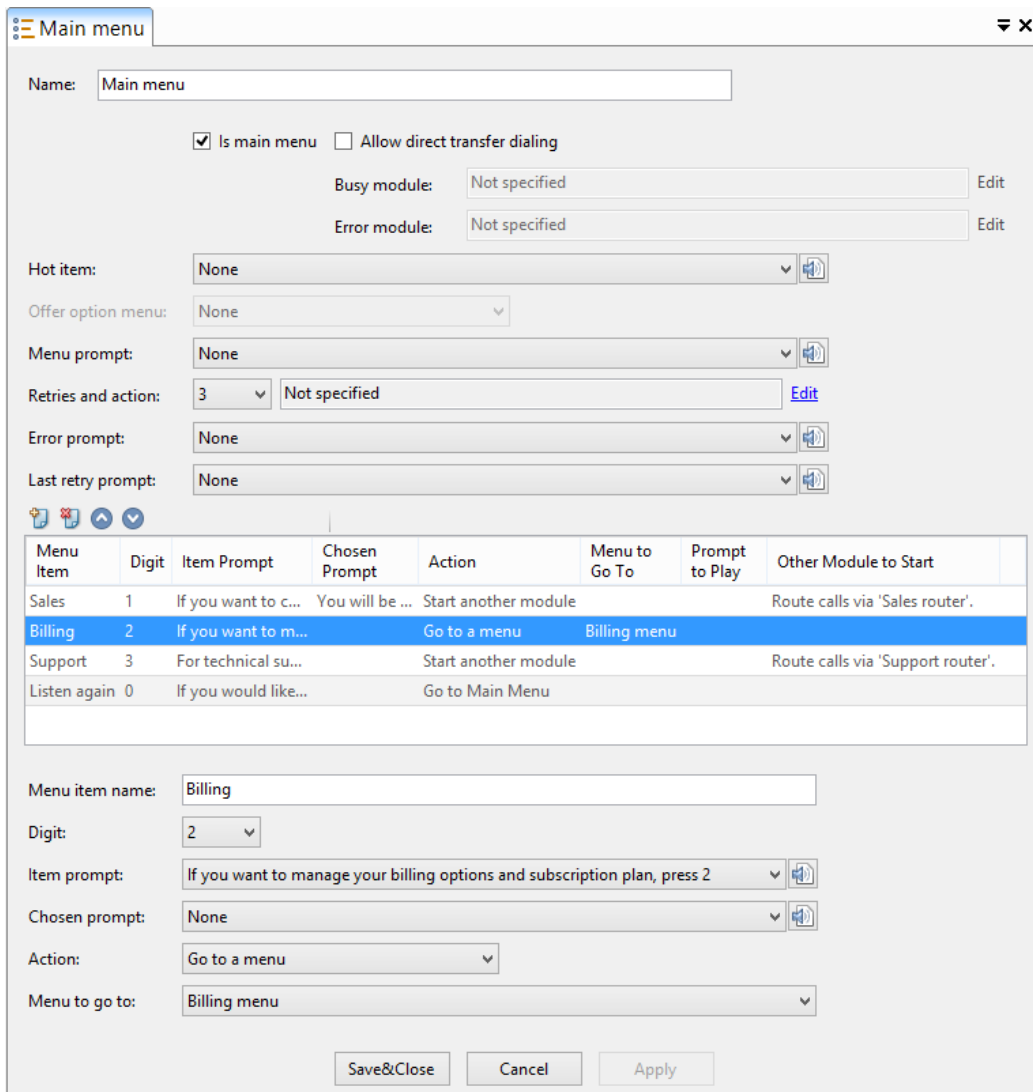 Main menu
Name: Main menu
Is main menu Allow direct transfer dialing
Busy module: Not specified Edit
Error module: Not specified Edit
Hot item: None
Offer option menu: None
Menu prompt: None
Retries and action: 3 Not specified Edit
Error prompt: None
Last retry prompt: None
Menu Item Digit Item Prompt Chosen Prompt Action Menu to Go To Prompt to Play Other Module to Start
Sales 1 If you want to c... You will be ... Start another module Route calls via 'Sales router'.
Billing 2 If you want to m... Go to a menu Billing menu
Support 3 For technical su... Start another module Route calls via 'Support router'.
Listen again 0 If you would like... Go to Main Menu
Menu item name: Billing
Digit: 2
Item prompt: If you want to manage your billing options and subscription plan, press 2
Chosen prompt: None
Action: Go to a menu
Menu to go to: Billing menu
Save&Close Cancel Apply